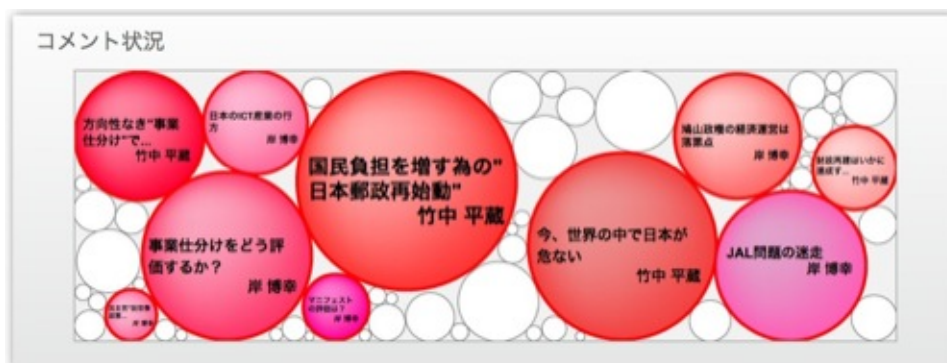 コメント状況
方向性なき"事業
仕分け"で...
竹中 平蔵
日本のICT産業の行
方
岸 博幸
国民負担を増す為の"
日本郵政再始動"
竹中 平蔵
鳩山政権の経済運営は
落第点
岸 博幸
財政再建はいかに
達成す...
竹中 平蔵
事業仕分けをどう評
価するか？
岸 博幸
今、世界の中で日本が
危ない
竹中 平蔵
JAL問題の迷走
岸 博幸
マニフェスト
の評価は？
岸 博幸
岸 博幸